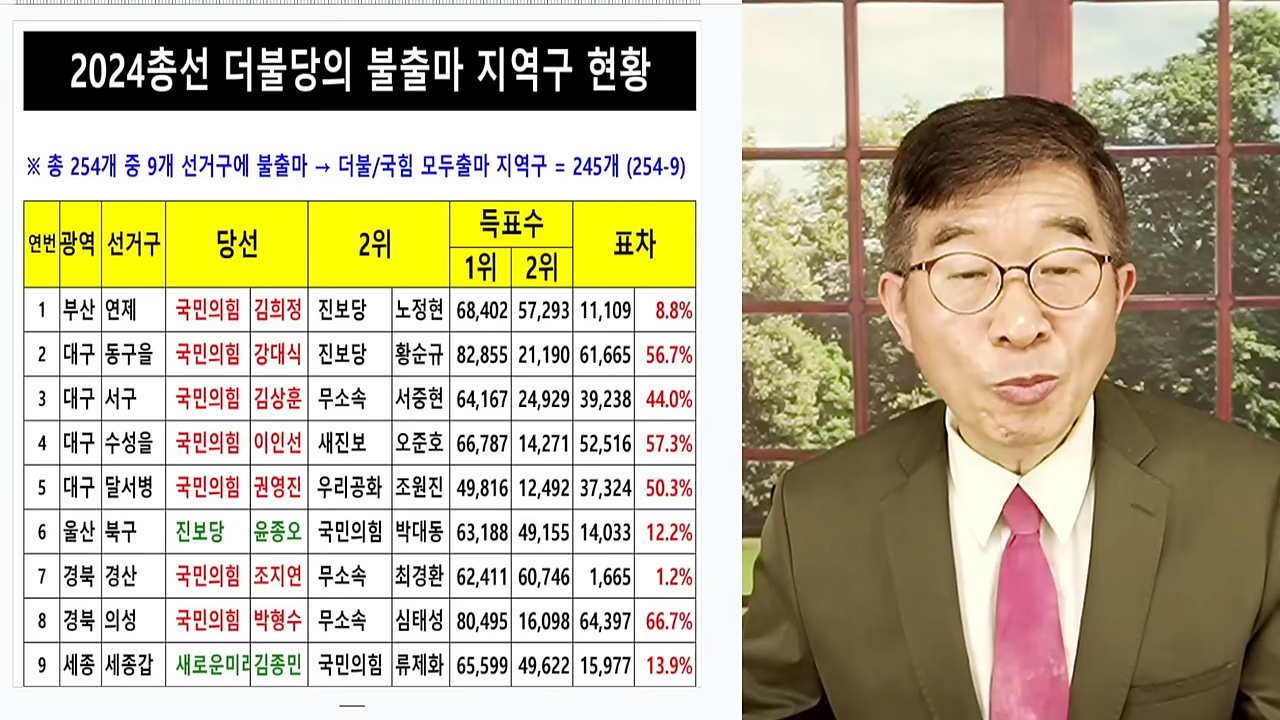 2024총선 더불당의 불출마 지역구 현황
※ 총 254개 중 9개 선거구에 불출마 → 더불/국힘 모두출마 지역구 = 245개 (254-9)
연번 광역 선거구 당선 2위 득표수 표차
1위 2위
1 부산 연제 국민의힘 김희정 진보당 노정현 68,402 57,293 11,109 8.8%
2 대구 동구을 국민의힘 강대식 진보당 황순규 82,855 21,190 61,665 56.7%
3 대구 서구 국민의힘 김상훈 무소속 서중현 64,167 24,929 39,238 44.0%
4 대구 수성을 국민의힘 이인선 새진보 오준호 66,787 14,271 52,516 57.3%
5 대구 달서병 국민의힘 권영진 우리공화 조원진 49,816 12,492 37,324 50.3%
6 울산 북구 진보당 윤종오 국민의힘 박대동 63,188 49,155 14,033 12.2%
7 경북 경산 국민의힘 조지연 무소속 최경환 62,411 60,746 1,665 1.2%
8 경북 의성 국민의힘 박형수 무소속 심태성 80,495 16,098 64,397 66.7%
9 세종 세종갑 새로운미래 김종민 국민의힘 류제화 65,599 49,622 15,977 13.9%